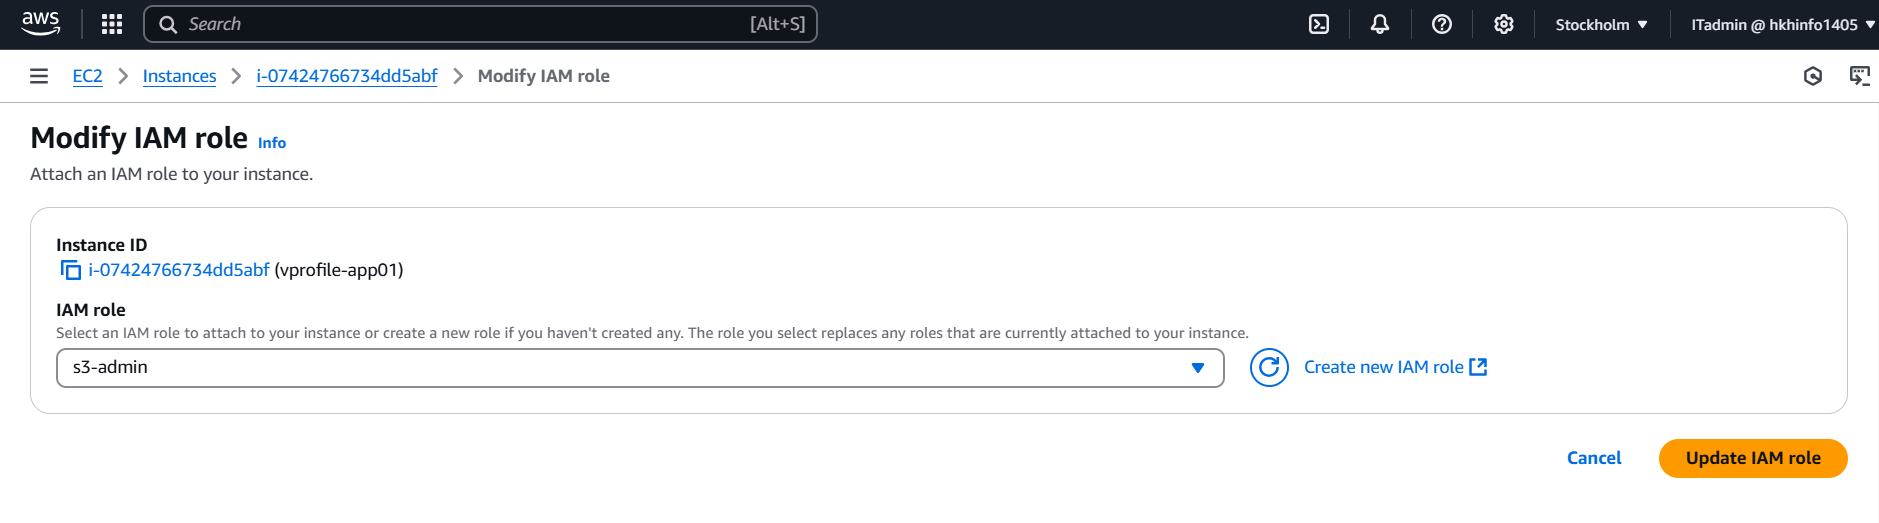 aws Search [Alt+S] Stockholm ITadmin @ hkhinfo1405
EC2 Instances i-07424766734dd5abf Modify IAM role
Modify IAM role Info
Attach an IAM role to your instance.
Instance ID
i-07424766734dd5abf (vprofile-app01)
IAM role
Select an IAM role to attach to your instance or create a new role if you haven't created any. The role you select replaces any roles that are currently attached to your instance.
s3-admin Create new IAM role
Cancel Update IAM role